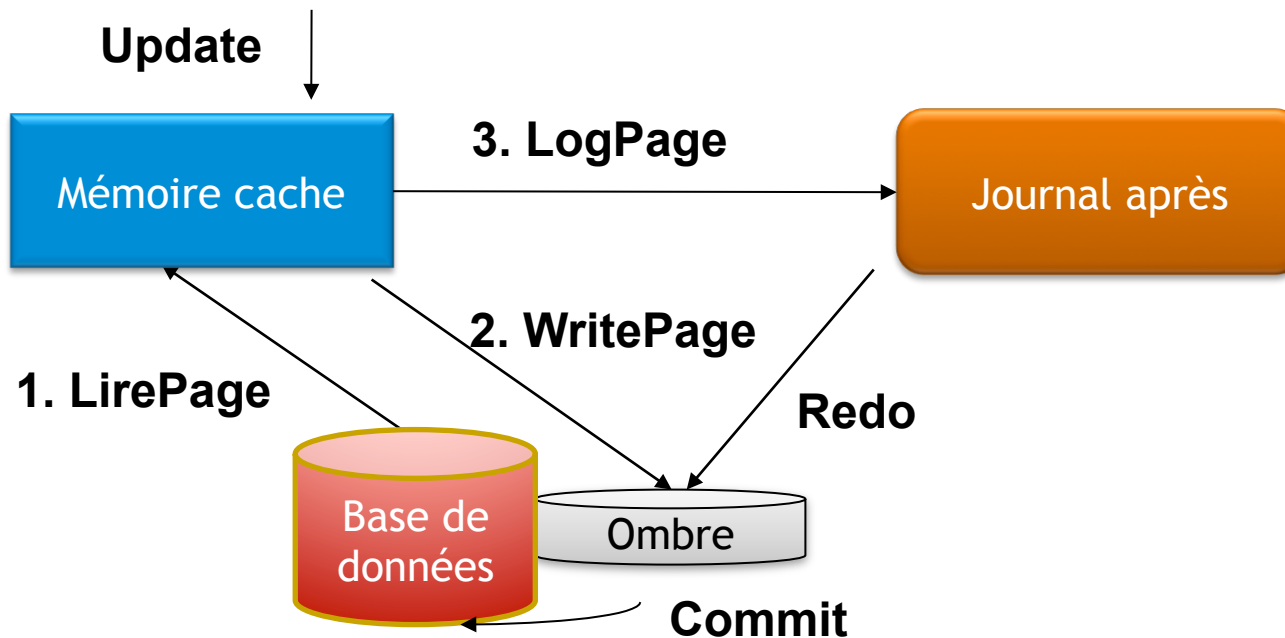 Update
Mémoire cache
3. LogPage
Journal après
2. WritePage
1. LirePage
Redo
Base de
données
Ombre
Commit